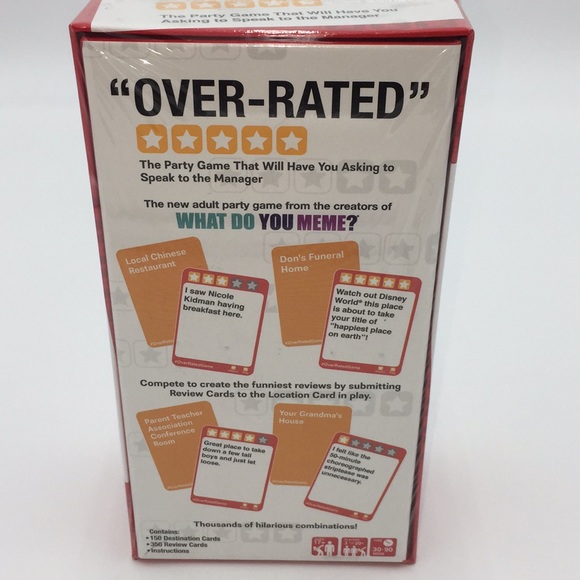 The Party Game That Will Have You
Asking to Speak to the Manager
"OVER-RATED"
The Party Game That Will Have You Asking to
Speak to the Manager
The new adult party game from the creators of
WHAT DO YOU MEME?
Local Chinese
Restaurant
I saw Nicole
Kidman having
breakfast here.
Don's Funeral
Home
Watch out Disney
World® this place
is about to take
your title of
"happiest place
on earth"!
Compete to create the funniest reviews by submitting
Review Cards to the Location Card in play.
Parent Teacher
Association
Conference
Room
Great place to take
down a few tall
boys and just let
loose.
Your Grandma's
House
I felt like the
50-minute
choreographed
striptease was
unnecessary.
Thousands of hilarious combinations!
Contains:
•150 Destination Cards
•350 Review Cards
•Instructions
30-90